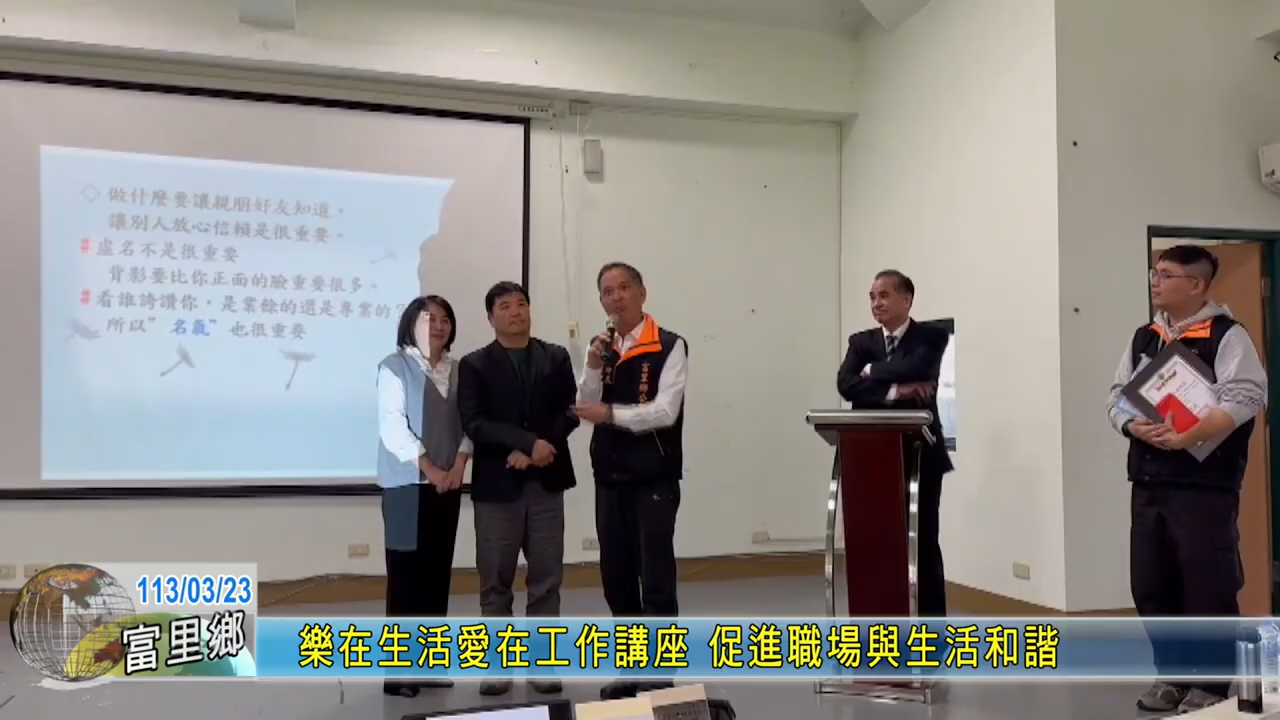 ◇ 做什麼要讓親朋好友知道，
讓別人放心信賴是很重要。
虛名不是很重要
背影要比你正面的臉重要很多。
看誰誇讚你，是業餘的還是專業的？
所以"名氣"也很重要
富里鄉公
113/03/23
富里鄉
樂在生活愛在工作講座 促進職場與生活和諧